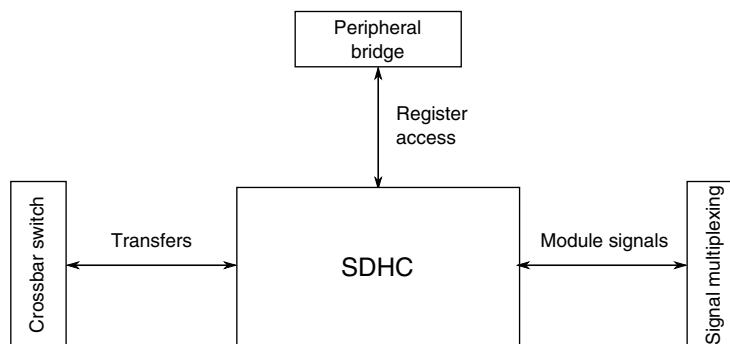 Peripheral
bridge
Register
access
Crossbar switch
Transfers
SDHC
Module signals
Signal multiplexing